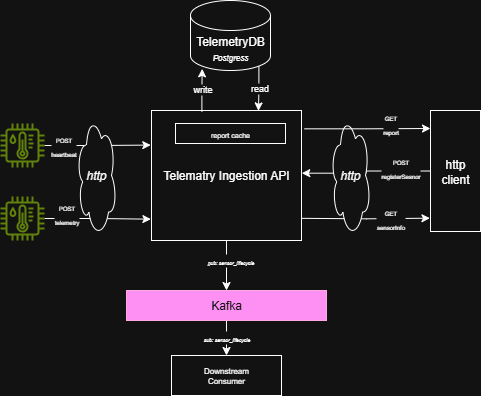 TelemetryDB
Postgress
write
read
POST
heartbeat
http
POST
telemetry
report cache
Telematry Ingestion API
GET
report
http
POST
registerSesnor
GET
sensorInfo
http
client
pub: sensor_lifecycle
Kafka
sub: sensor_lifecycle
Downstream
Consumer